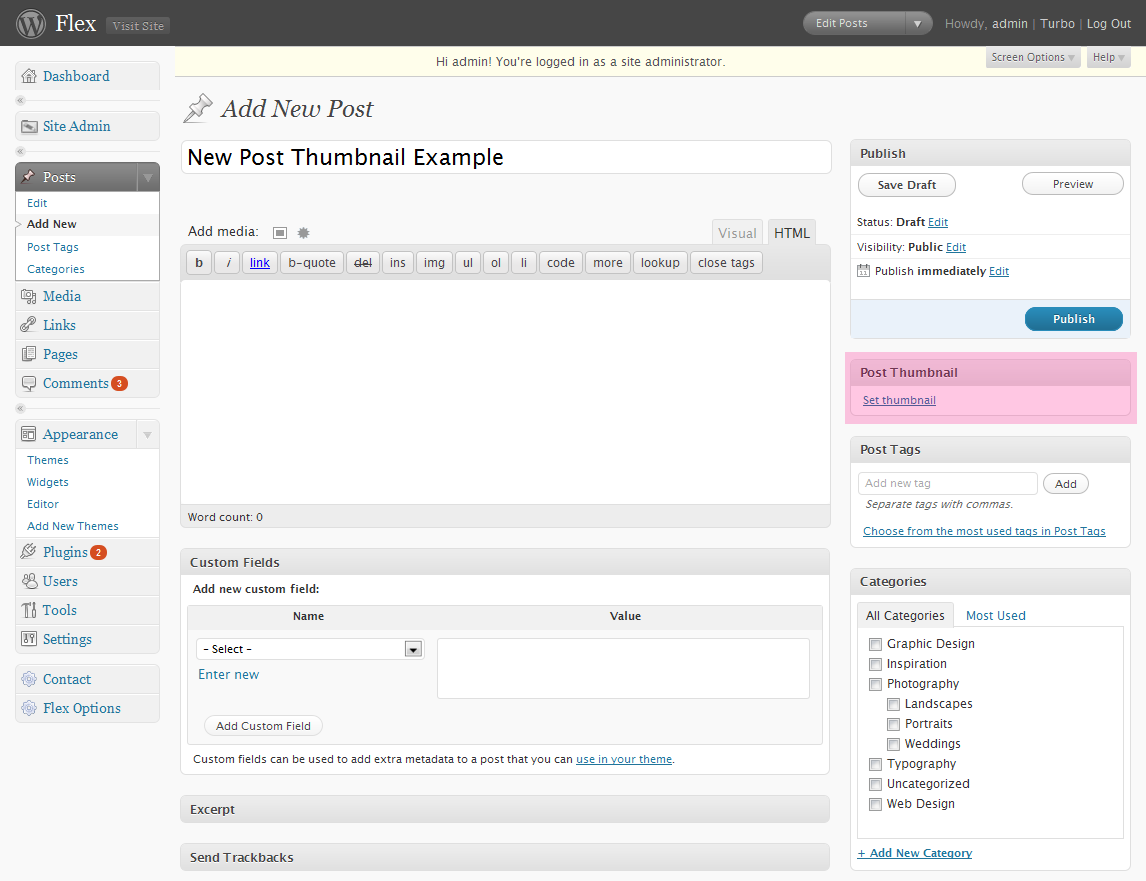 Flex Visit Site Edit Posts Howdy, admin | Turbo | Log Out
Hi admin! You're logged in as a site administrator.
Screen Options Help
Dashboard
Site Admin
Posts
Edit
Add New
Post Tags
Categories
Media
Links
Pages
Comments 3
Appearance
Themes
Widgets
Editor
Add New Themes
Plugins 2
Users
Tools
Settings
Contact
Flex Options
Add New Post
New Post Thumbnail Example
Add media: Visual HTML
b i link b-quote del ins img ul ol li code more lookup close tags
Word count: 0
Custom Fields
Add new custom field:
Name Value
– Select –
Enter new
Add Custom Field
Custom fields can be used to add extra metadata to a post that you can use in your theme.
Excerpt
Send Trackbacks
Publish
Save Draft Preview
Status: Draft Edit
Visibility: Public Edit
Publish immediately Edit
Publish
Post Thumbnail
Set thumbnail
Post Tags
Add new tag Add
Separate tags with commas.
Choose from the most used tags in Post Tags
Categories
All Categories Most Used
Graphic Design
Inspiration
Photography
Landscapes
Portraits
Weddings
Typography
Uncategorized
Web Design
+ Add New Category